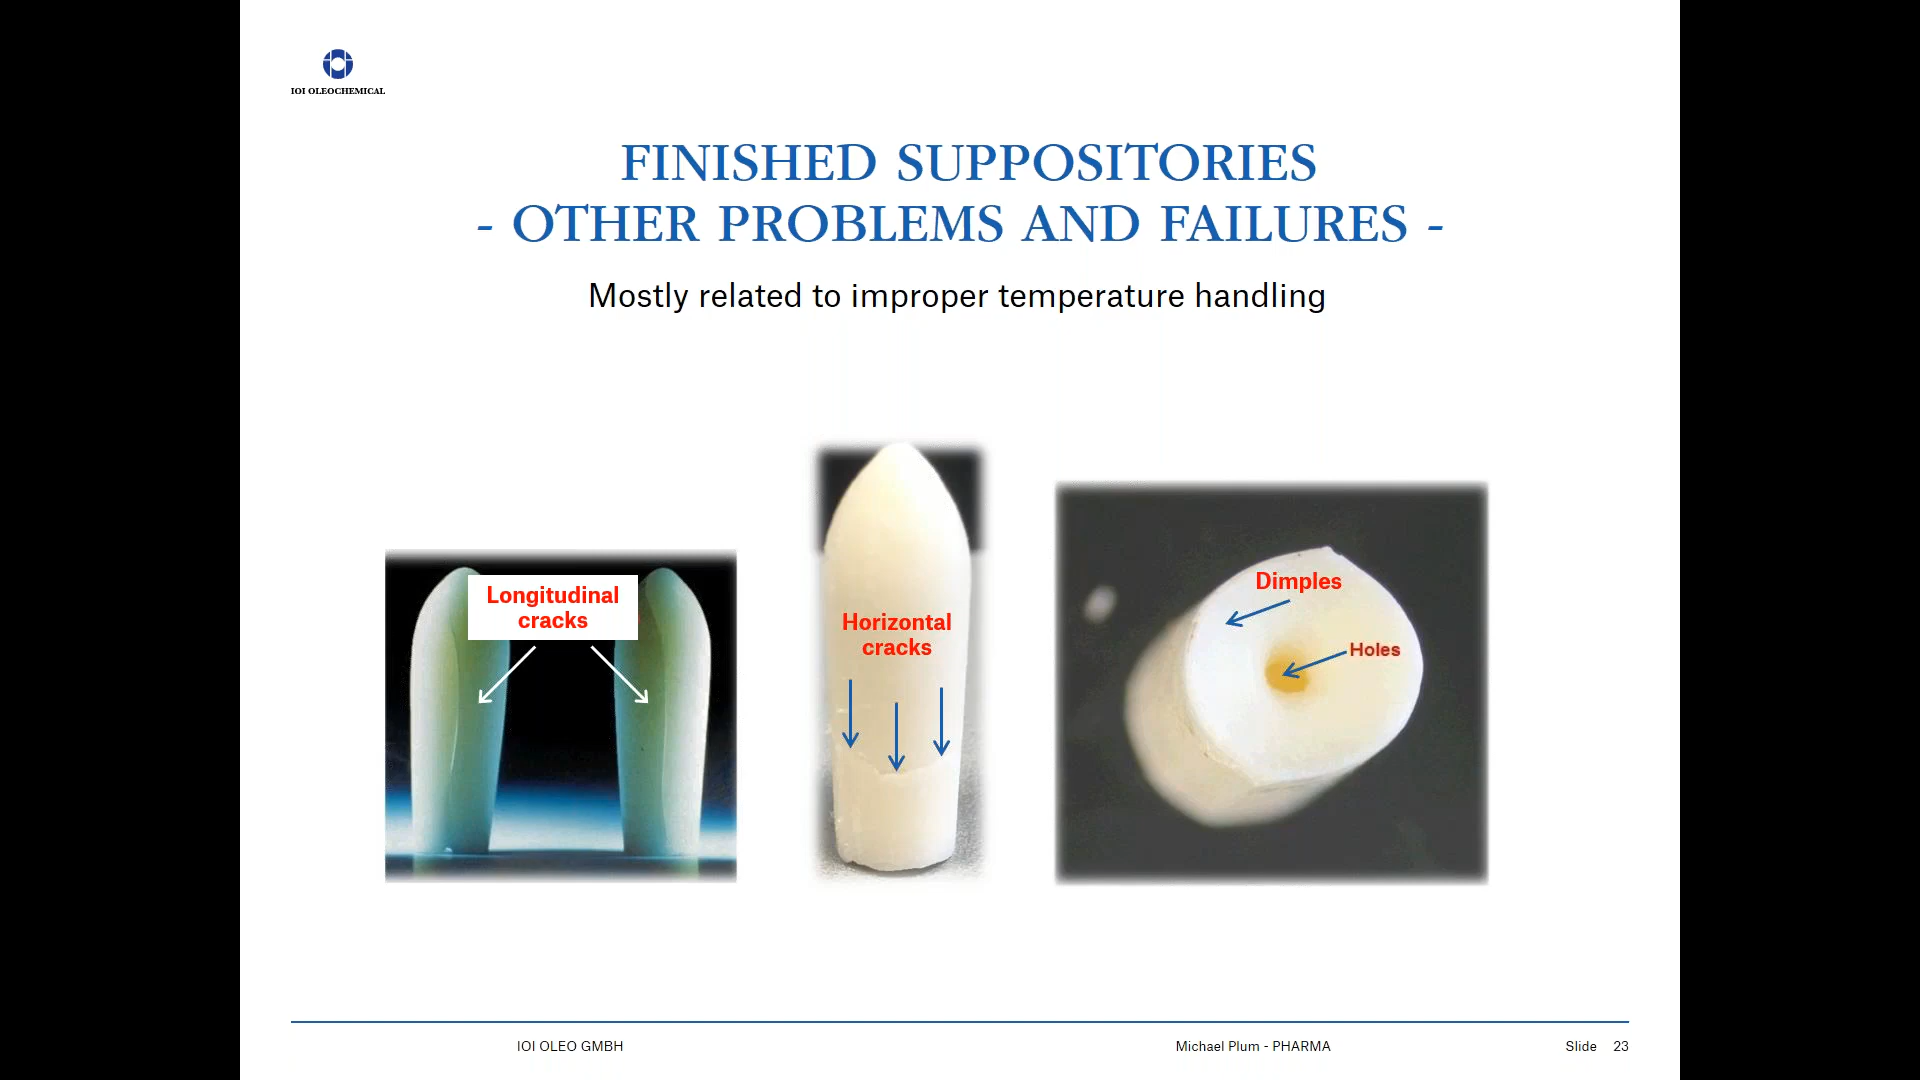 IOI OLEOCHEMICAL
FINISHED SUPPOSITORIES
- OTHER PROBLEMS AND FAILURES -
Mostly related to improper temperature handling
Longitudinal
cracks
Horizontal
cracks
Dimples
Holes
IOI OLEO GMBH
Michael Plum - PHARMA
Slide 23